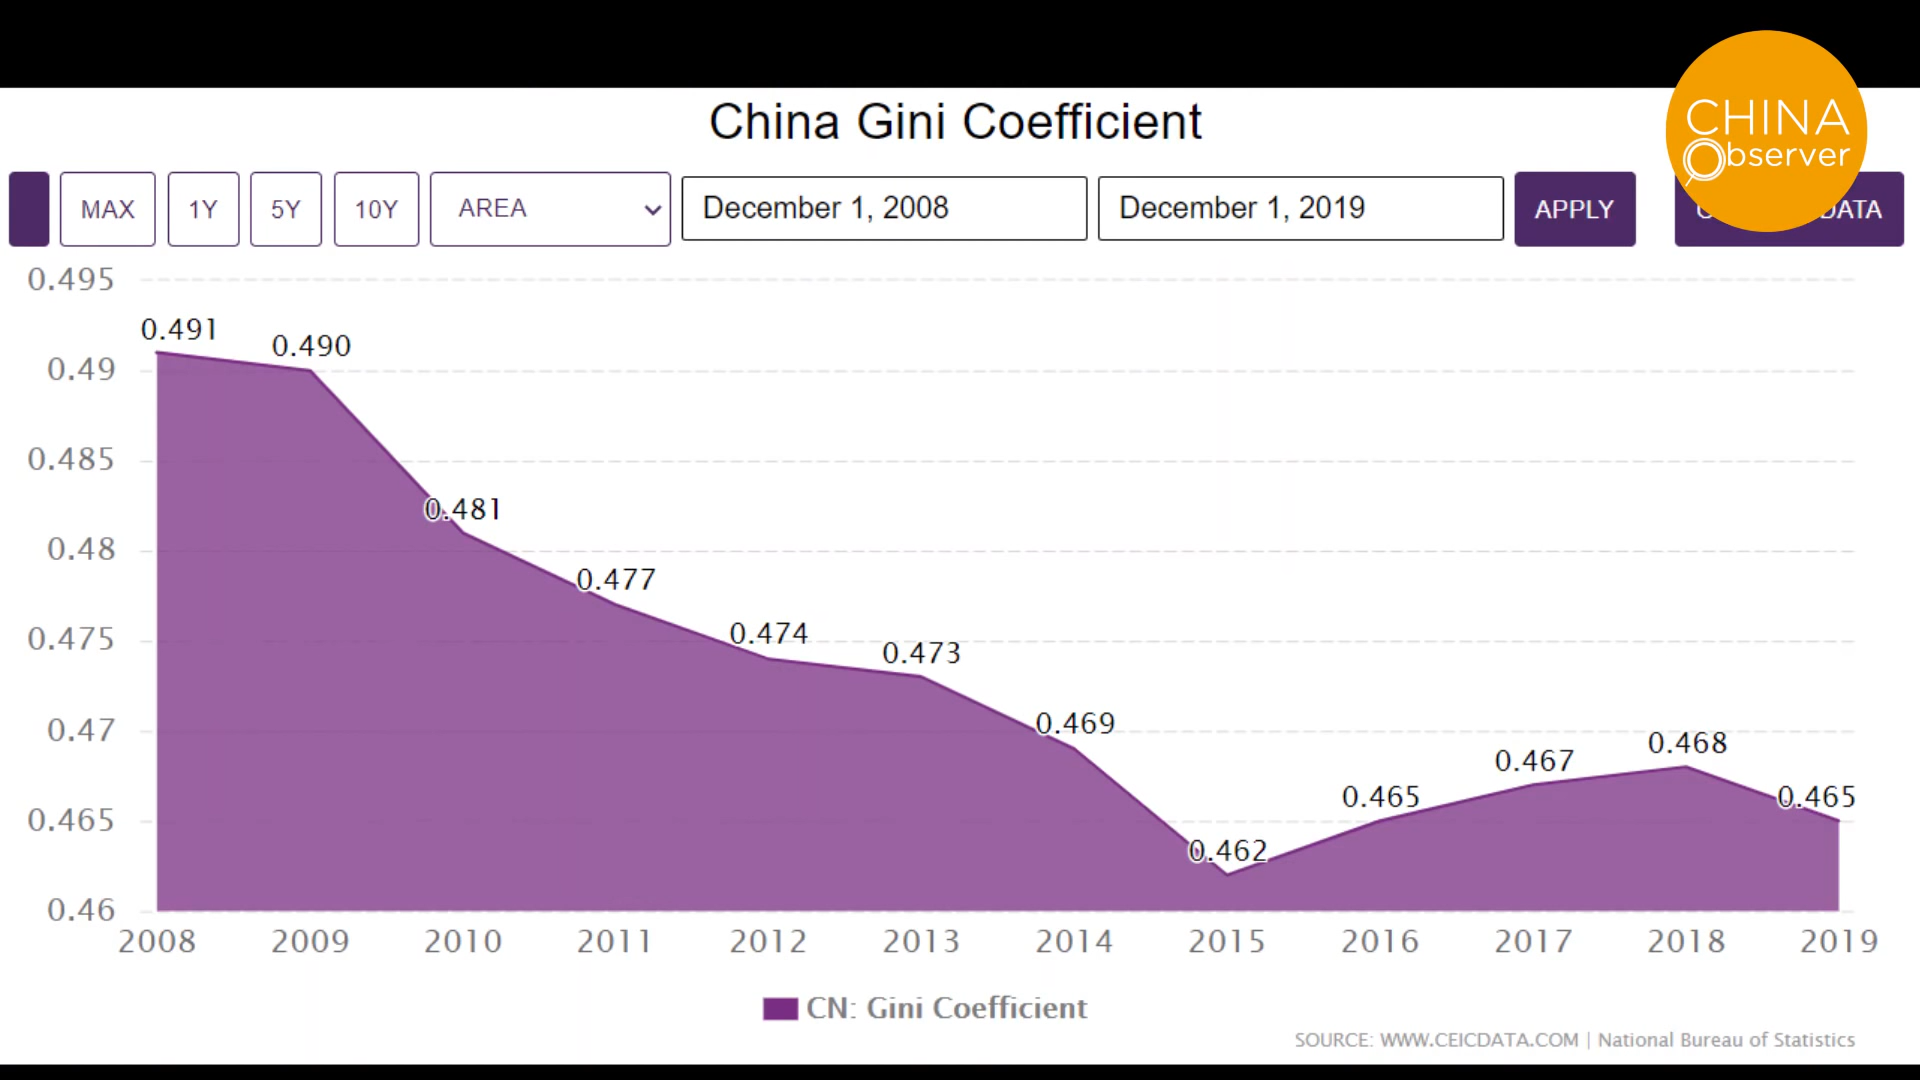 China Gini Coefficient
CHINA
Observer
MAX 1Y 5Y 10Y AREA December 1, 2008 December 1, 2019 APPLY DATA
0.495
0.49
0.485
0.48
0.475
0.47
0.465
0.46
0.491
0.490
0.481
0.477
0.474
0.473
0.469
0.462
0.465
0.467
0.468
0.465
2008 2009 2010 2011 2012 2013 2014 2015 2016 2017 2018 2019
CN: Gini Coefficient
SOURCE: WWW.CEICDATA.COM | National Bureau of Statistics